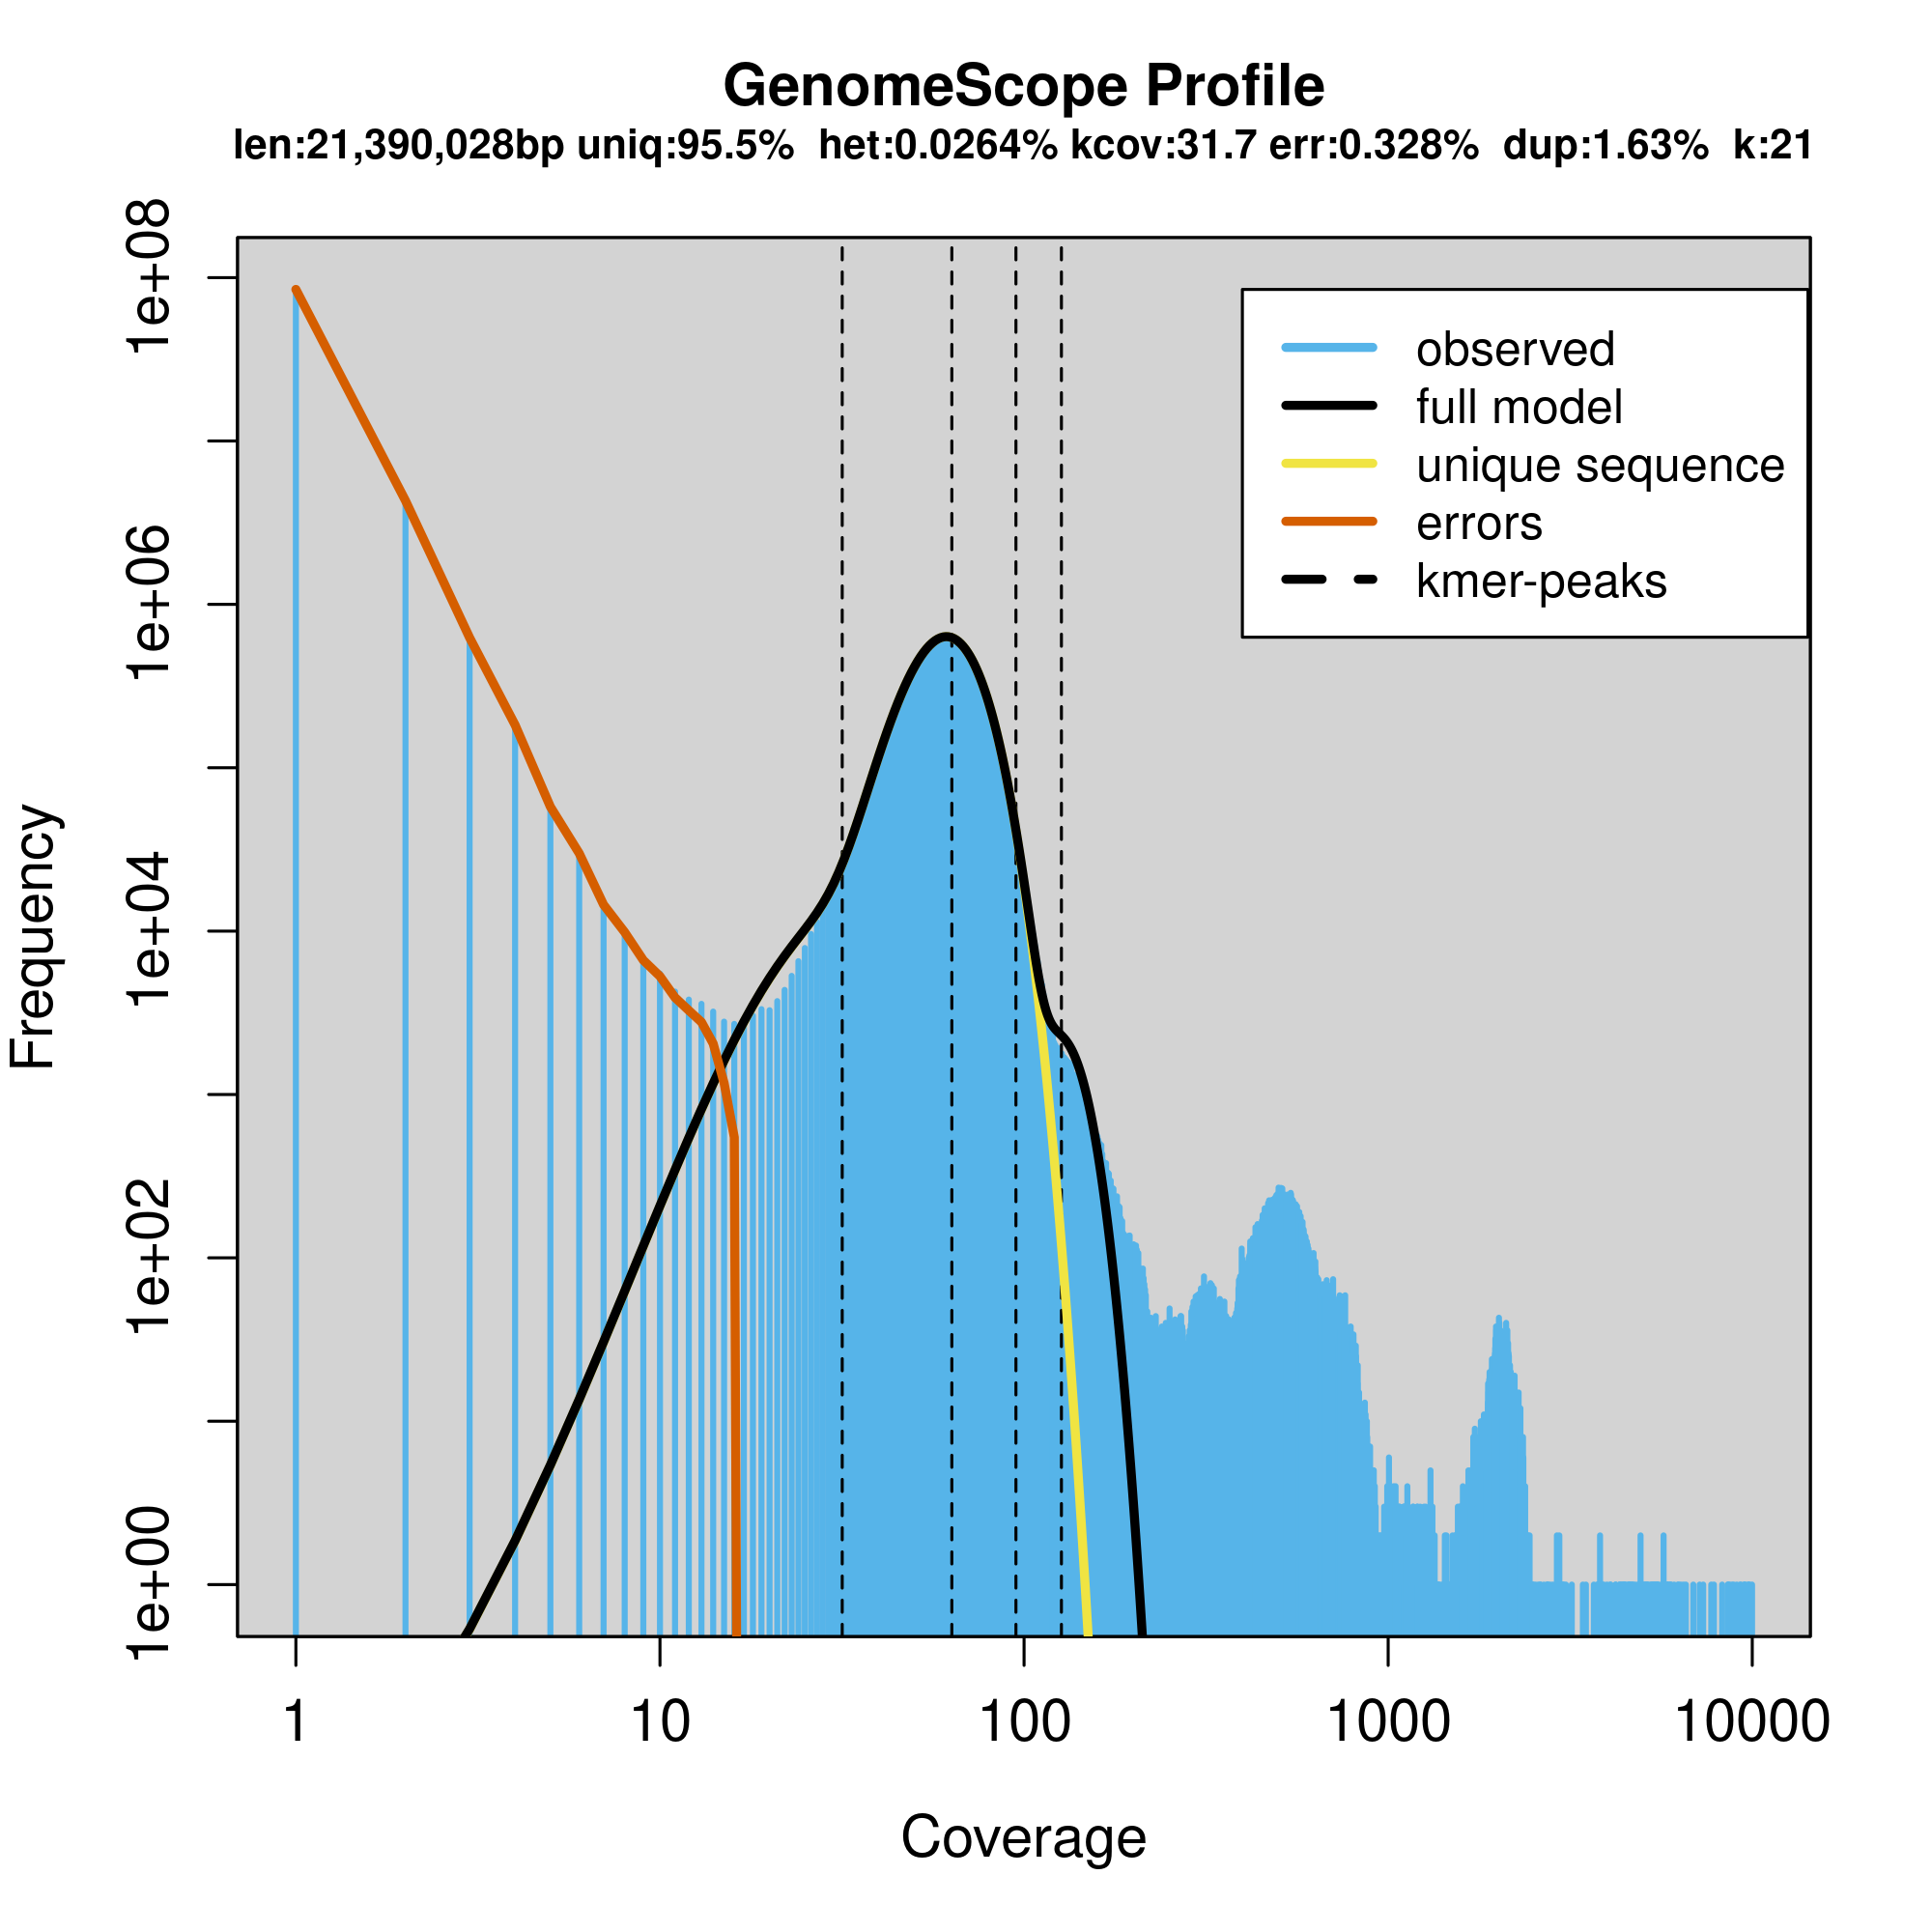 GenomeScope Profile
len:21,390,028bp uniq:95.5% het:0.0264% kcov:31.7 err:0.328% dup:1.63% k:21
1e+08
1e+06
1e+04
1e+02
1e+00
Frequency
observed
full model
unique sequence
errors
kmer-peaks
1 10 100 1000 10000
Coverage